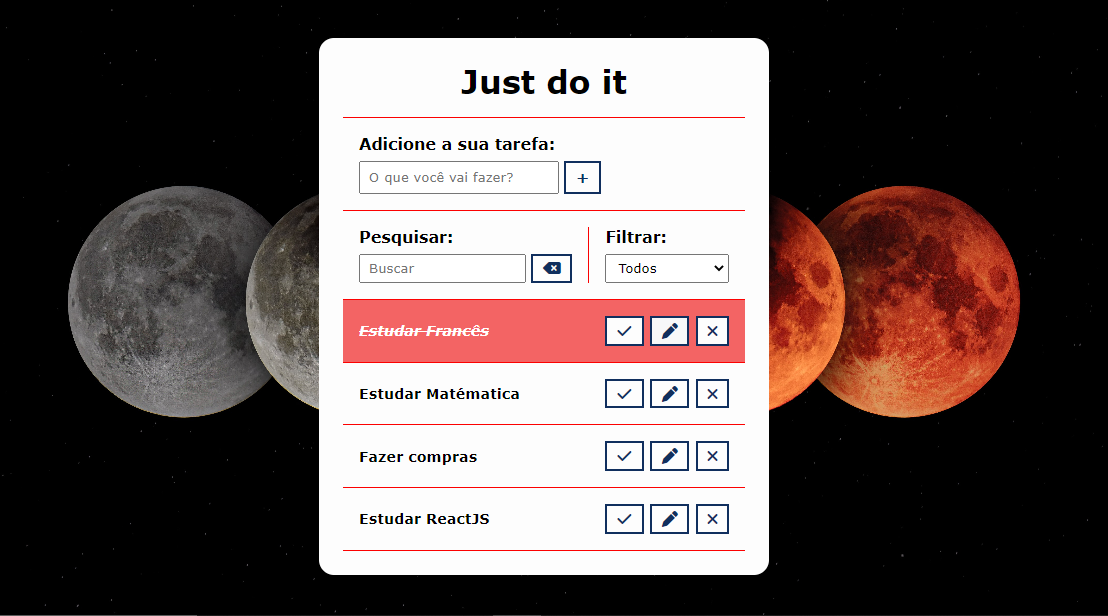 Just do it
Adicione a sua tarefa:
O que você vai fazer?
+
Pesquisar:
Filtrar:
Buscar
Todos
Estudar Francês
Estudar Matématica
Fazer compras
Estudar ReactJS